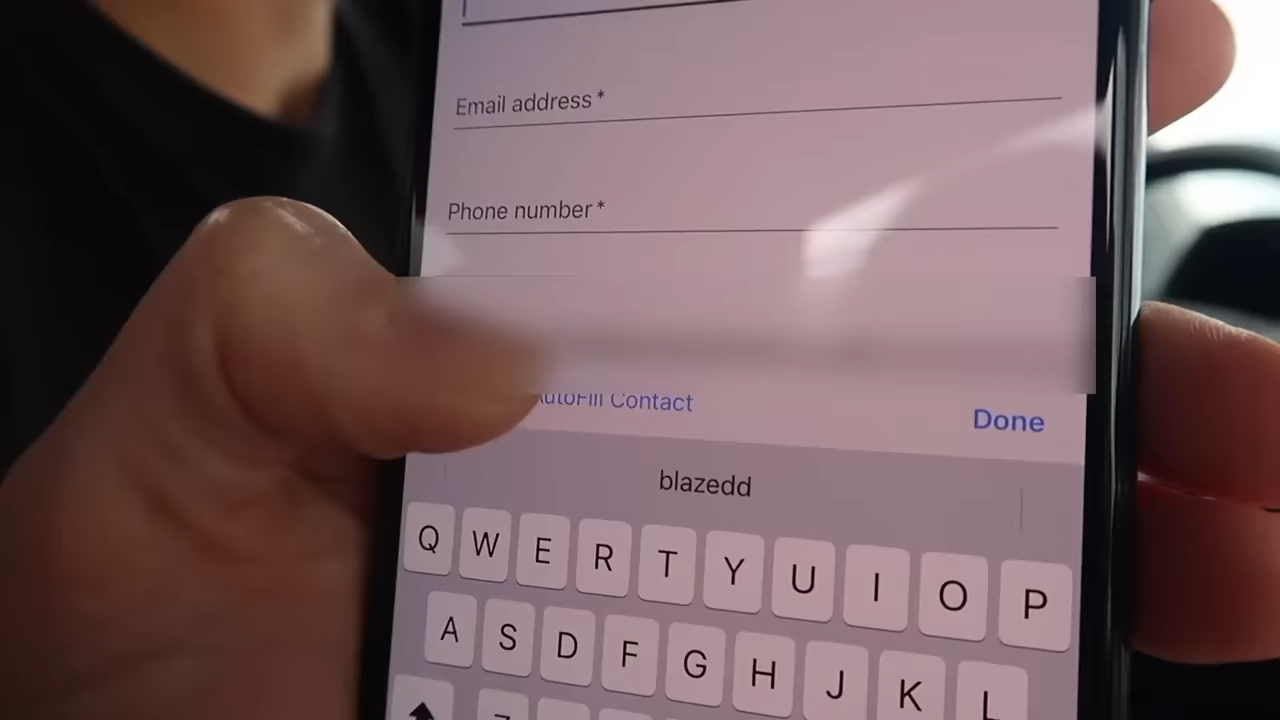 Email address *
Phone number *
AutoFill Contact
Done
blazedd
Q W E R T Y U I O P
A S D F G H J K L
Z